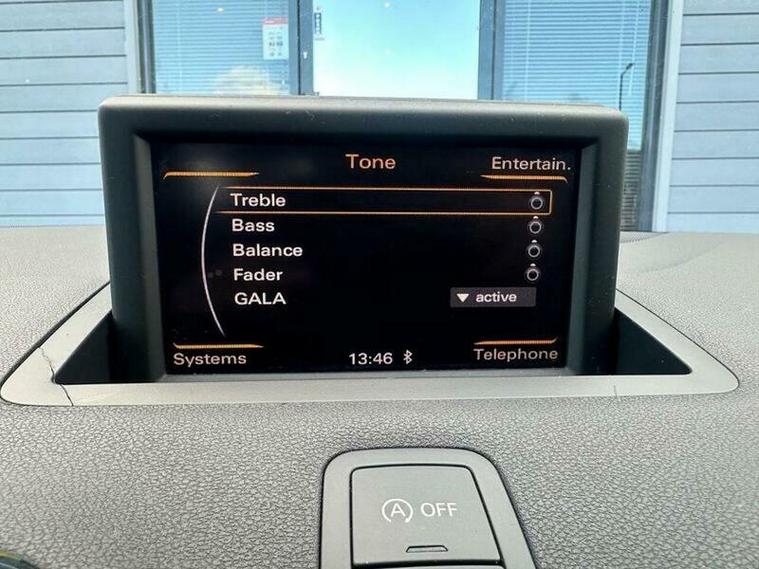 Tone
Entertain.
Treble
Bass
Balance
Fader
GALA
active
Systems
13:46
Telephone
A OFF